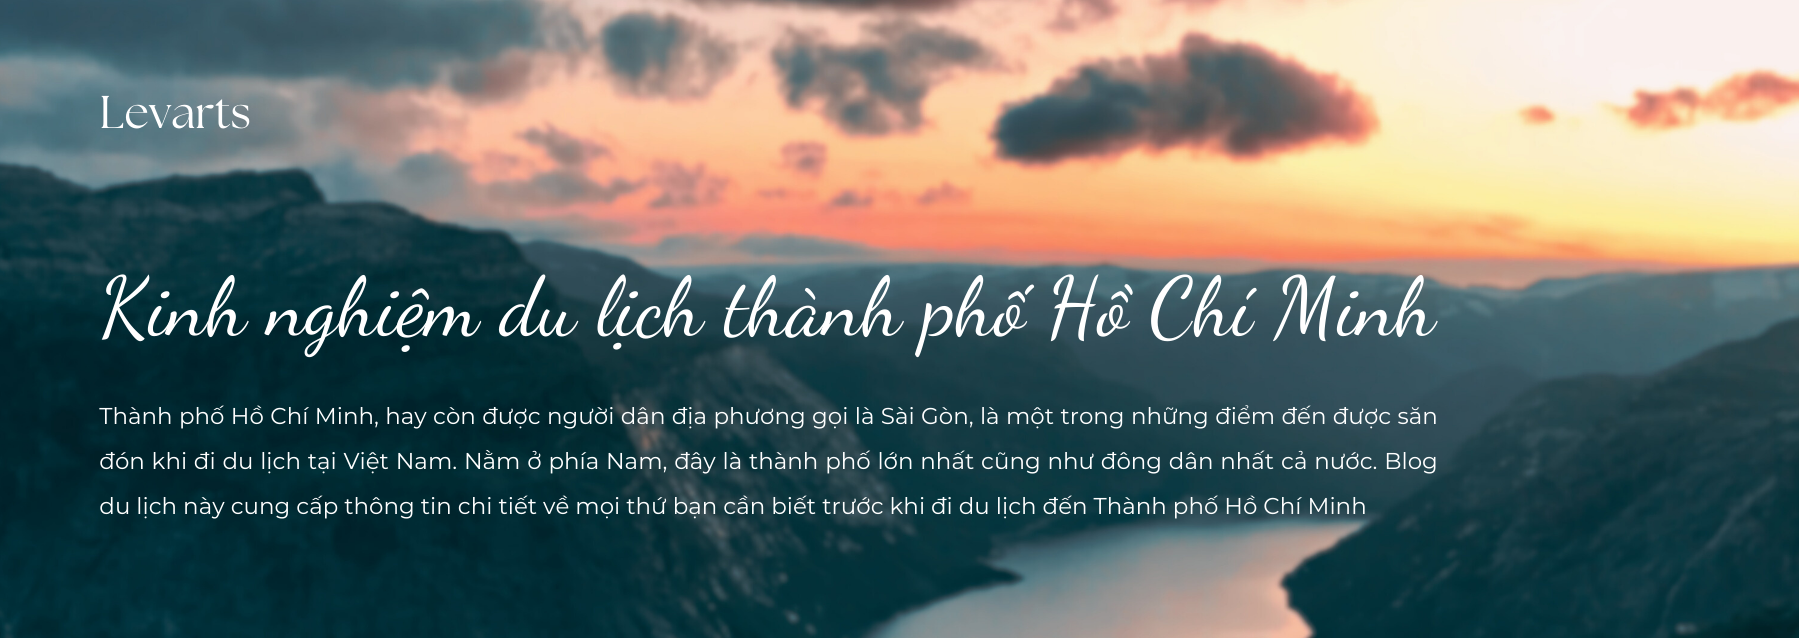 Levarts
Kinh nghiệm du lịch thành phố Hồ Chí Minh
Thành phố Hồ Chí Minh, hay còn được người dân địa phương gọi là Sài Gòn, là một trong những điểm đến được săn
đón khi đi du lịch tại Việt Nam. Nằm ở phía Nam, đây là thành phố lớn nhất cũng như đông dân nhất cả nước. Blog
du lịch này cung cấp thông tin chi tiết về mọi thứ bạn cần biết trước khi đi du lịch đến Thành phố Hồ Chí Minh